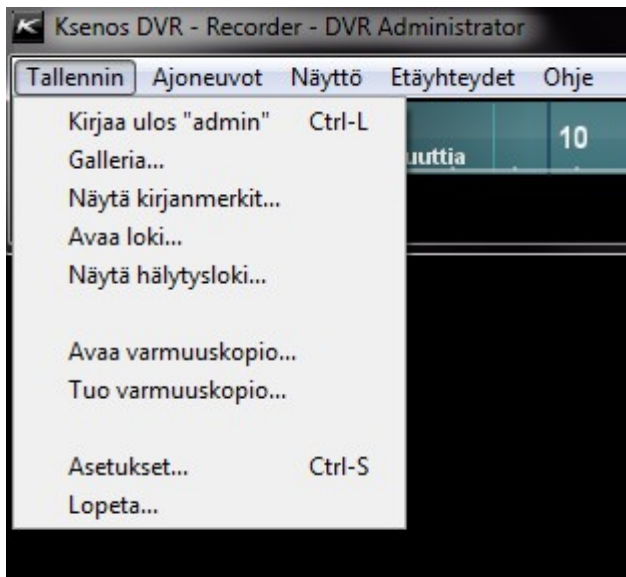 Ksenos DVR - Recorder - DVR Administrator
Tallennin Ajoneuvot Näyttö Etäyhteydet Ohje
Kirjaa ulos "admin" Ctrl-L
Galleria...
Näytä kirjanmerkit...
Avaa loki...
Näytä hälytysloki...
Avaa varmuuskopio...
Tuo varmuuskopio...
Asetukset... Ctrl-S
Lopeta...
10